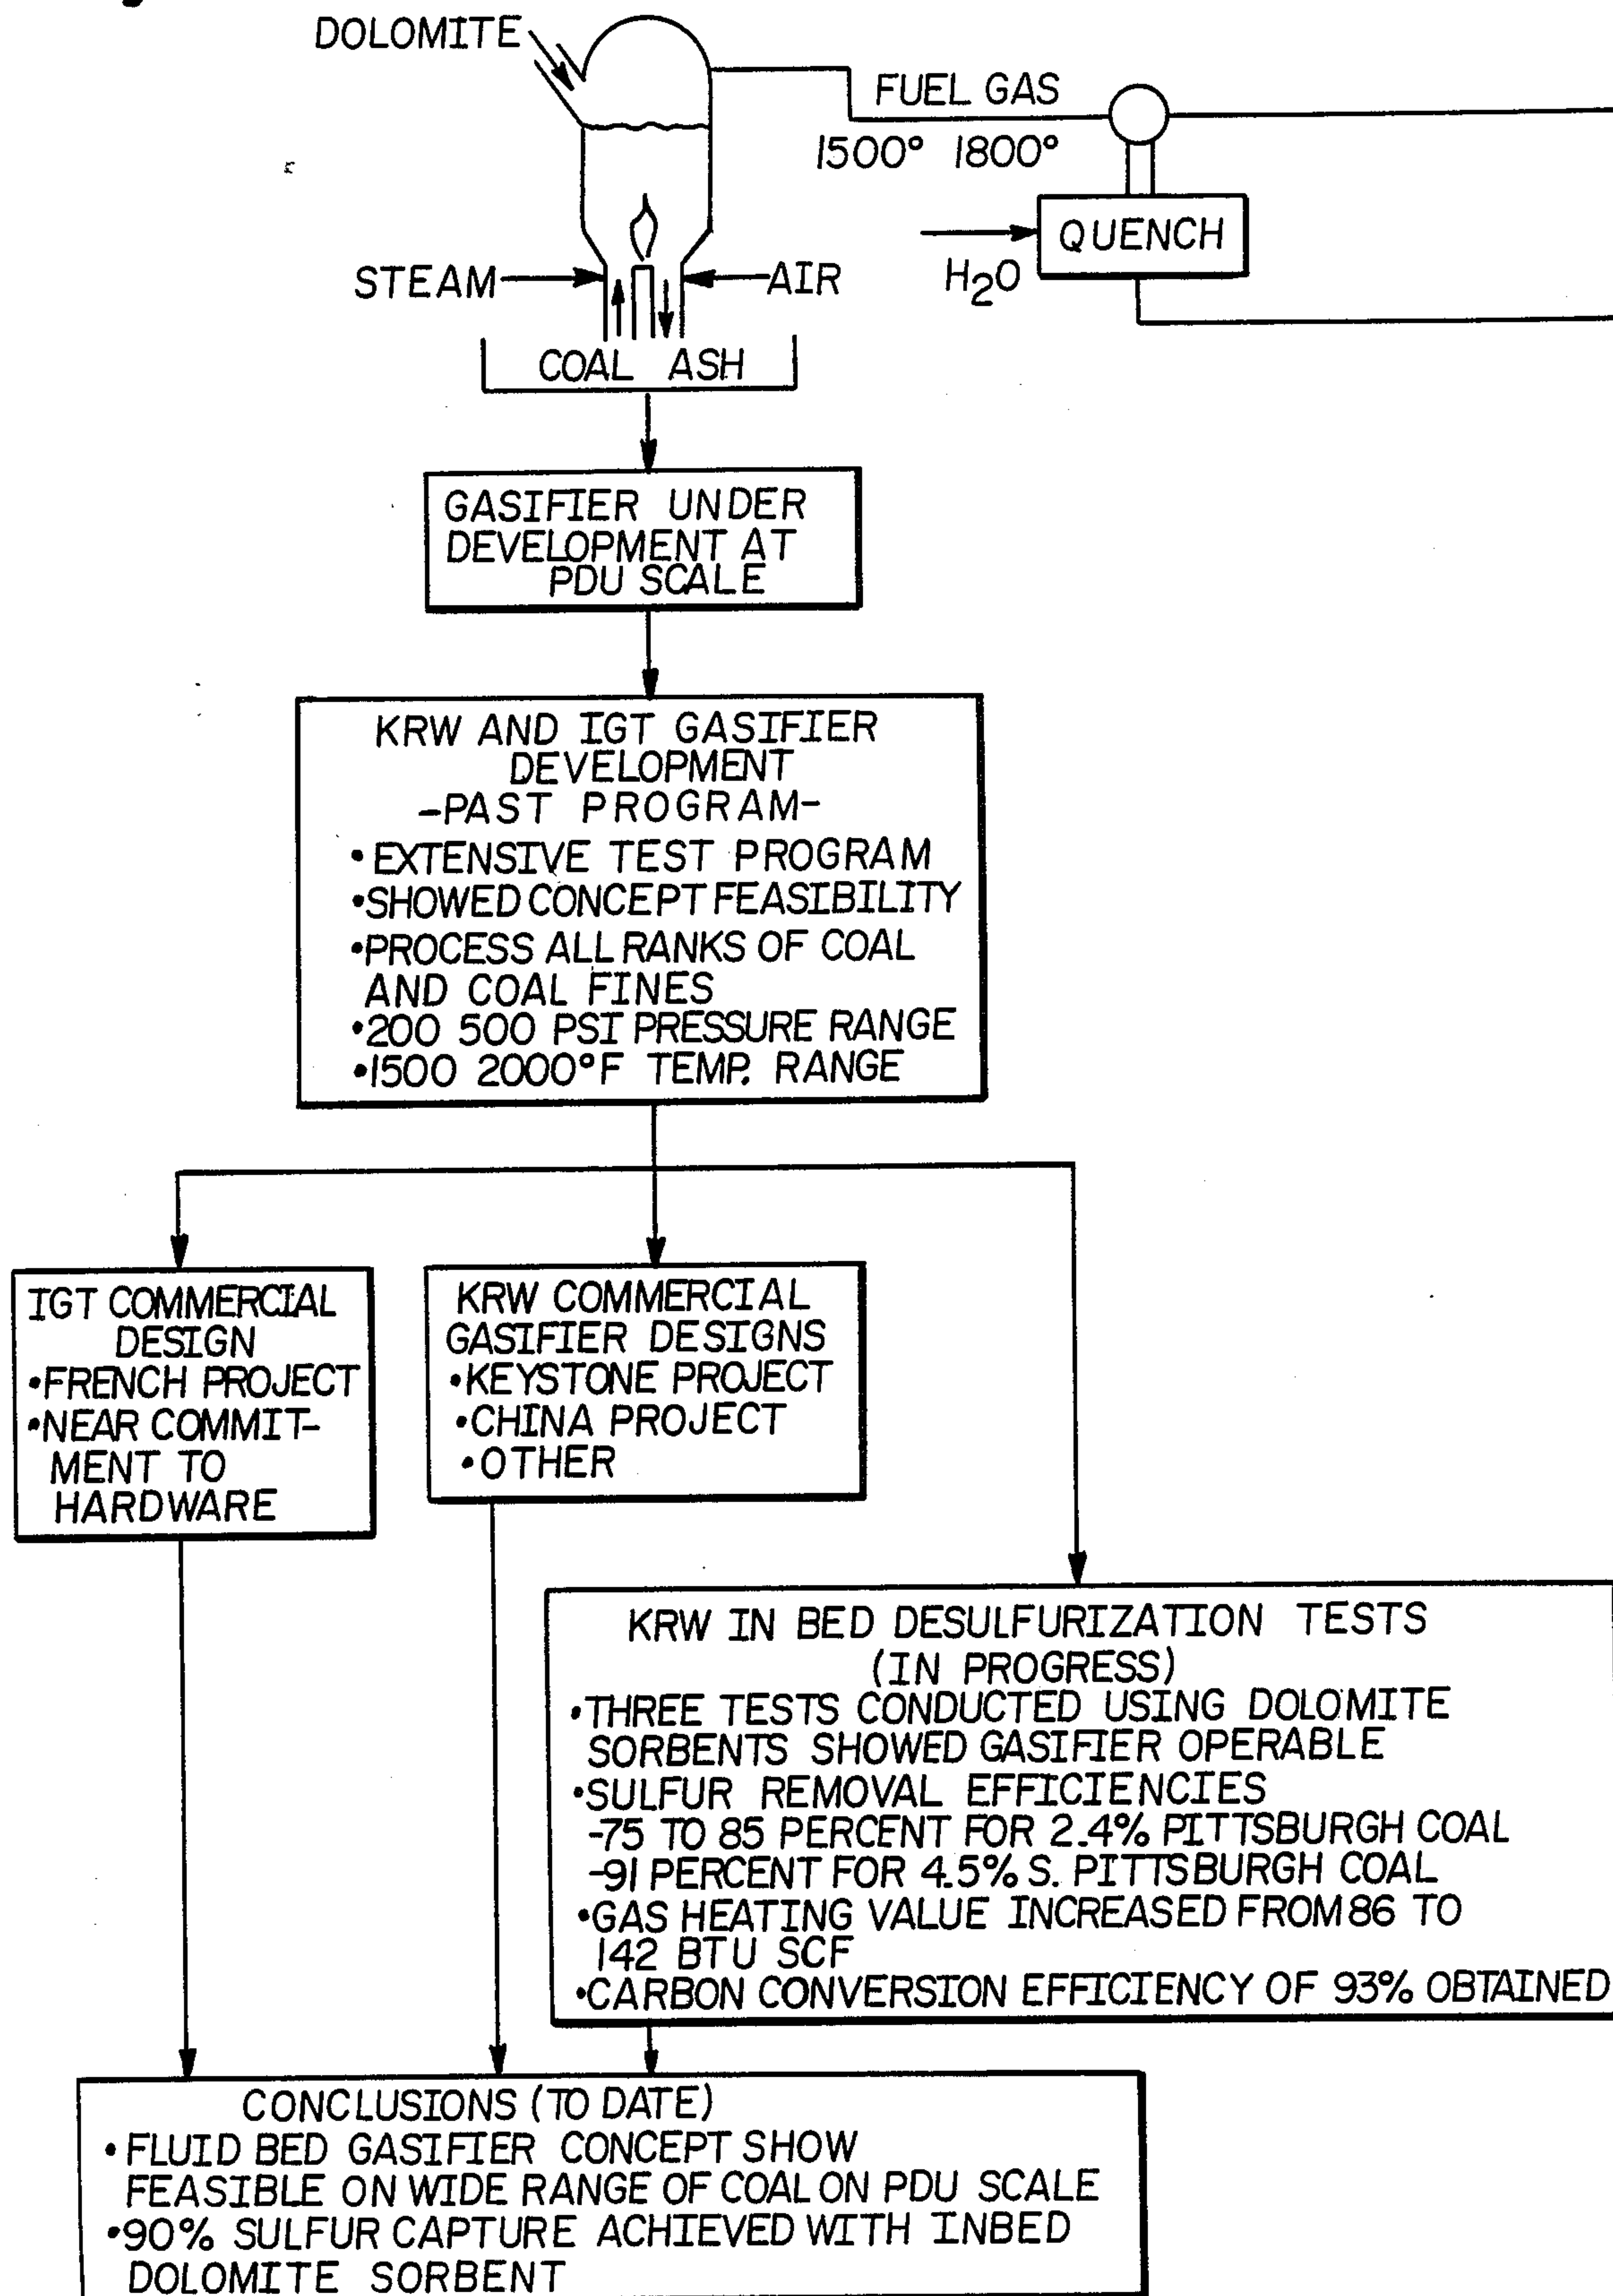 DOLOMITE
FUEL GAS
1500° 1800°
QUENCH
H2O
STEAM
AIR
COAL ASH
GASIFIER UNDER
DEVELOPMENT AT
PDU SCALE
KRW AND IGT GASIFIER
DEVELOPMENT
-PAST PROGRAM-
•EXTENSIVE TEST PROGRAM
•SHOWED CONCEPT FEASIBILITY
•PROCESS ALL RANKS OF COAL
AND COAL FINES
•200 500 PSI PRESSURE RANGE
•1500 2000°F TEMP. RANGE
IGT COMMERCIAL
DESIGN
•FRENCH PROJECT
•NEAR COMMIT-
MENT TO
HARDWARE
KRW COMMERCIAL
GASIFIER DESIGNS
•KEYSTONE PROJECT
•CHINA PROJECT
•OTHER
KRW IN BED DESULFURIZATION TESTS
(IN PROGRESS)
•THREE TESTS CONDUCTED USING DOLOMITE
SORBENTS SHOWED GASIFIER OPERABLE
•SULFUR REMOVAL EFFICIENCIES
-75 TO 85 PERCENT FOR 2.4% PITTSBURGH COAL
-91 PERCENT FOR 4.5% S. PITTSBURGH COAL
•GAS HEATING VALUE INCREASED FROM 86 TO
142 BTU SCF
•CARBON CONVERSION EFFICIENCY OF 93% OBTAINED
CONCLUSIONS (TO DATE)
•FLUID BED GASIFIER CONCEPT SHOW
FEASIBLE ON WIDE RANGE OF COAL ON PDU SCALE
•90% SULFUR CAPTURE ACHIEVED WITH INBED
DOLOMITE SORBENT